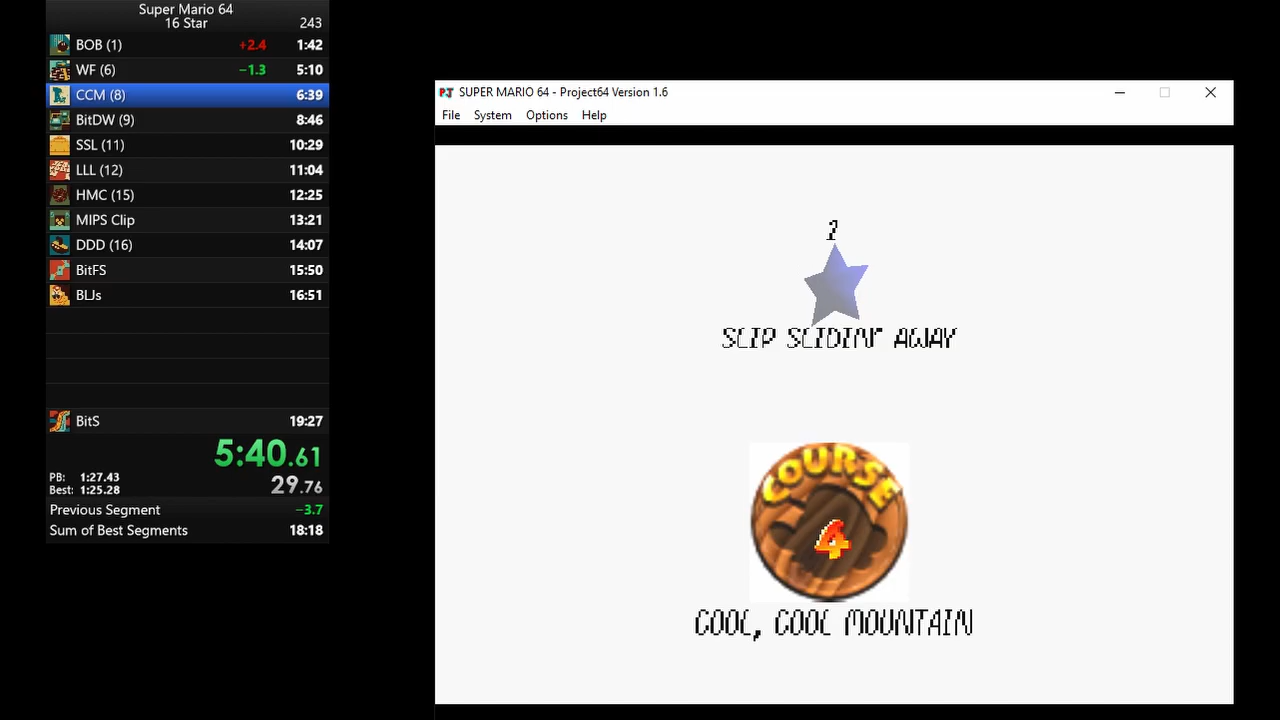 Super Mario 64
16 Star 243
BOB (1) +2.4 1:42
WF (6) −1.3 5:10
CCM (8) 6:39
BitDW (9) 8:46
SSL (11) 10:29
LLL (12) 11:04
HMC (15) 12:25
MIPS Clip 13:21
DDD (16) 14:07
BitFS 15:50
BLJs 16:51
BitS 19:27
5:40.61
PB: 1:27.43
Best: 1:25.28
29.76
Previous Segment −3.7
Sum of Best Segments 18:18
SUPER MARIO 64 - Project64 Version 1.6
File System Options Help
2
SLIP SLIDIN' AWAY
COURSE
4
COOL, COOL MOUNTAIN